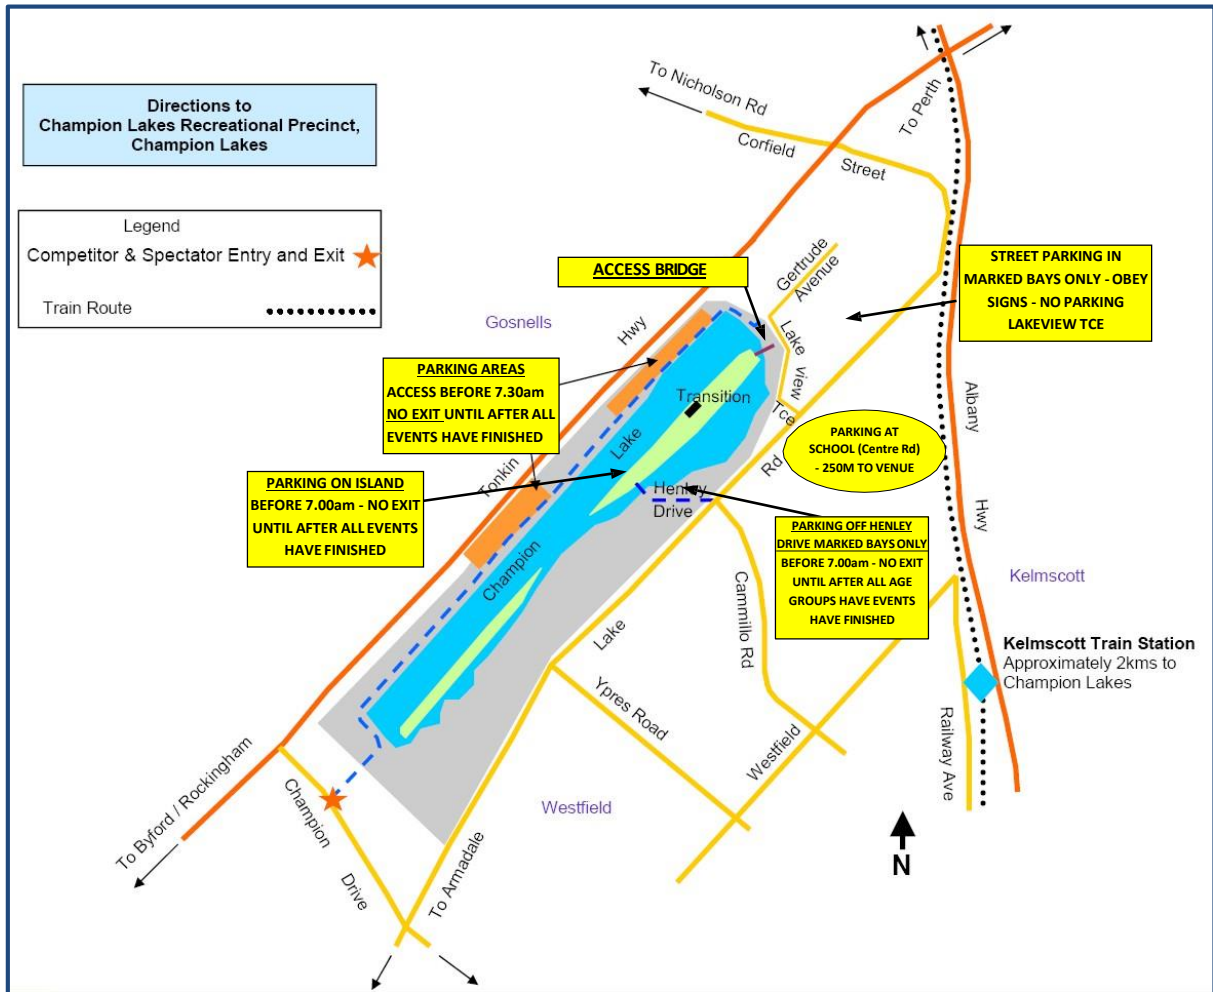 Directions to
Champion Lakes Recreational Precinct,
Champion Lakes
Legend
Competitor & Spectator Entry and Exit
Train Route
To Nicholson Rd
Corfield
Street
To Perth
Gertrude
Avenue
ACCESS BRIDGE
STREET PARKING IN
MARKED BAYS ONLY - OBEY
SIGNS - NO PARKING
LAKEVIEW TCE
Gosnells
Hwy
Lake
view
Tce
PARKING AREAS
ACCESS BEFORE 7.30am
NO EXIT UNTIL AFTER ALL
EVENTS HAVE FINISHED
Transition
Albany
Hwy
PARKING AT
SCHOOL (Centre Rd)
- 250M TO VENUE
Lake
Rd
Tonkin
PARKING ON ISLAND
BEFORE 7.00am - NO EXIT
UNTIL AFTER ALL EVENTS
HAVE FINISHED
Henley
Drive
PARKING OFF HENLEY
DRIVE MARKED BAYS ONLY
BEFORE 7.00am - NO EXIT
UNTIL AFTER ALL AGE
GROUPS HAVE EVENTS
HAVE FINISHED
Champion
Kelmscott
Cammillo Rd
Lake
Kelmscott Train Station
Approximately 2kms to
Champion Lakes
Ypres Road
Westfield
Railway Ave
To Byford / Rockingham
Champion
Drive
Westfield
To Armadale
N